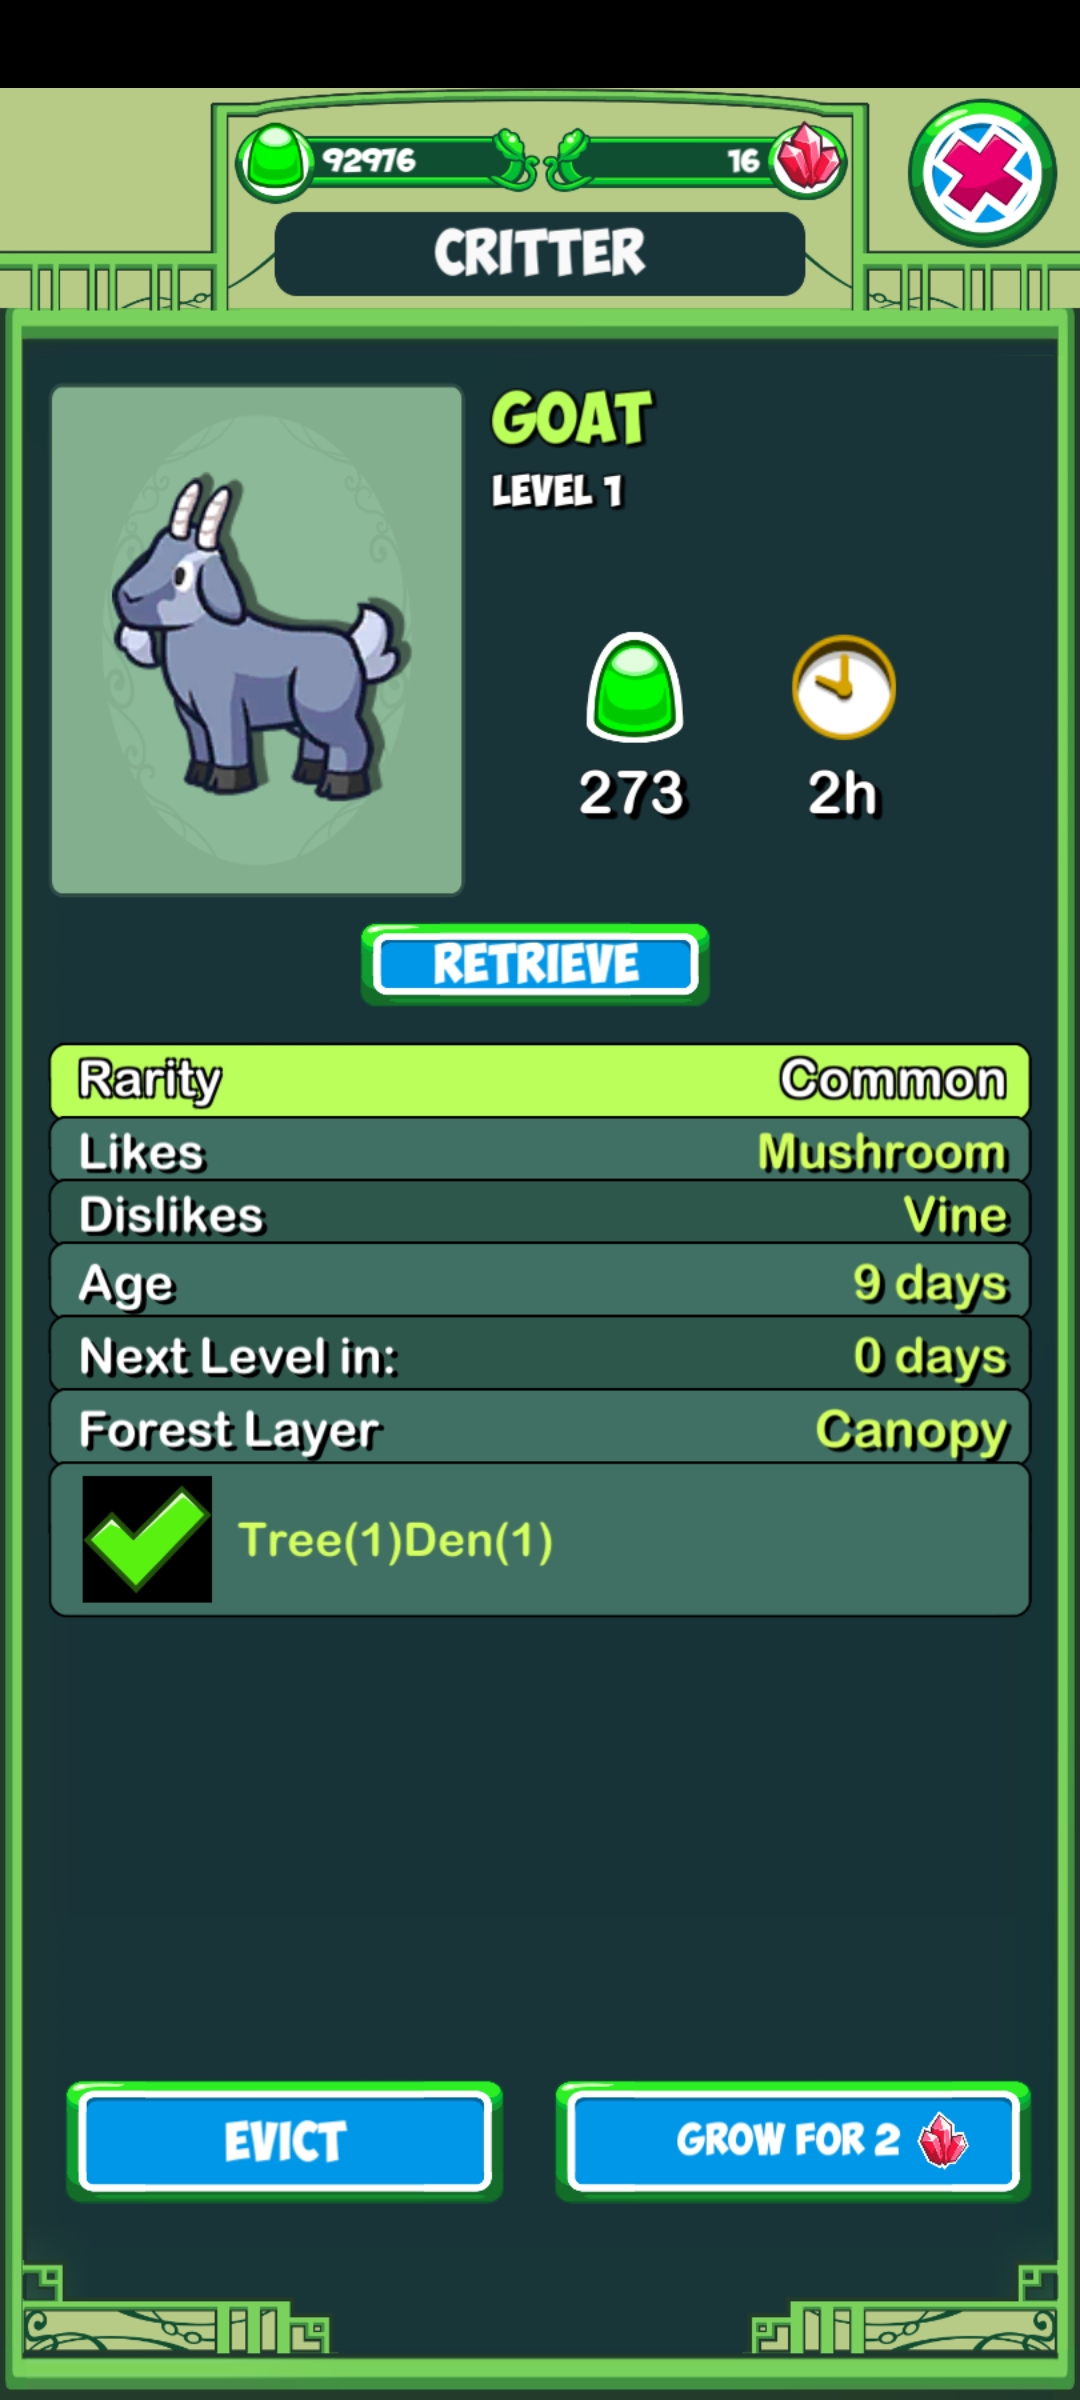 92976
16
CRITTER
GOAT
LEVEL 1
273
2h
RETRIEVE
Rarity Common
Likes Mushroom
Dislikes Vine
Age 9 days
Next Level in: 0 days
Forest Layer Canopy
Tree(1)Den(1)
EVICT
GROW FOR 2